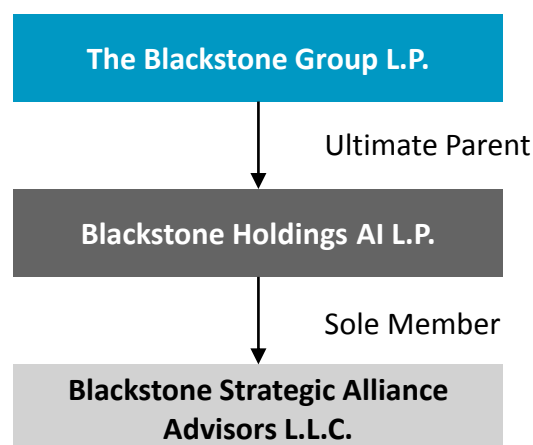 The Blackstone Group L.P.
Ultimate Parent
Blackstone Holdings AI L.P.
Sole Member
Blackstone Strategic Alliance
Advisors L.L.C.